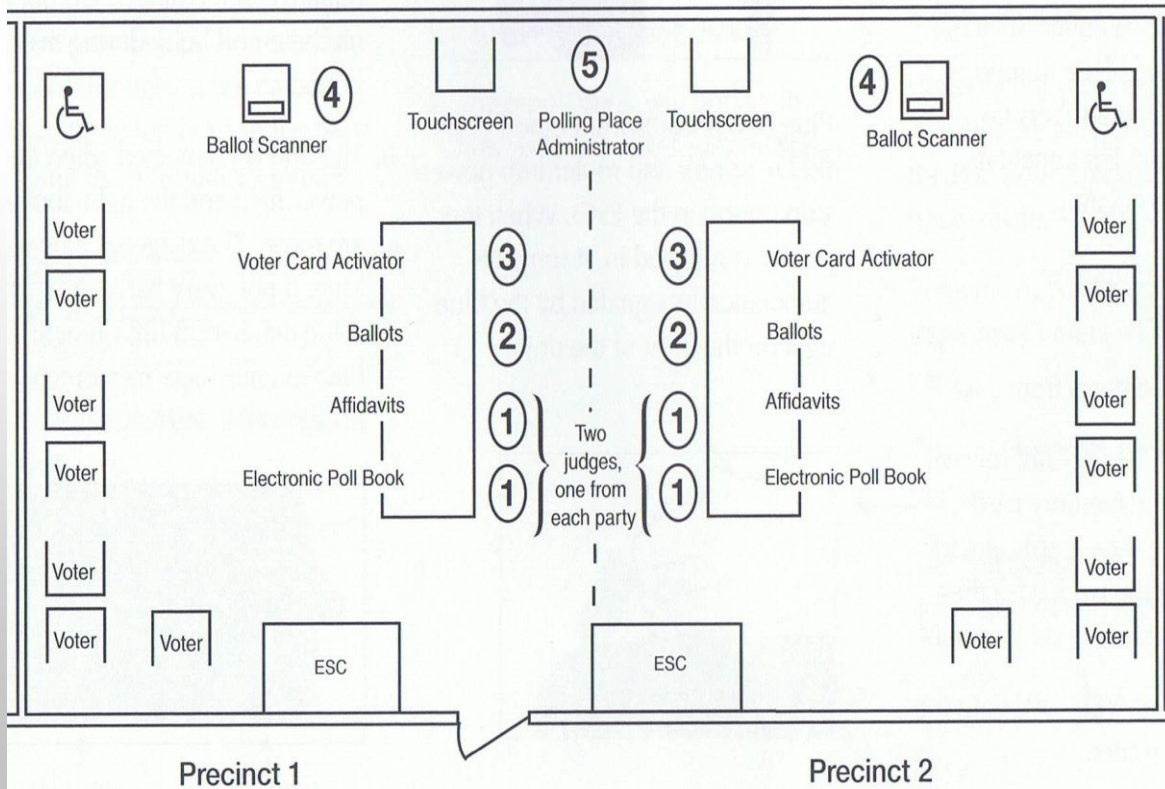 4
5
4
Touchscreen
Polling Place
Administrator
Touchscreen
Ballot Scanner
Ballot Scanner
Voter
Voter
Voter
Voter
Voter
Voter
Voter
Voter Card Activator
Ballots
Affidavits
Electronic Poll Book
3
2
1
1
Two
judges,
one from
each party
3
2
1
1
Voter Card Activator
Ballots
Affidavits
Electronic Poll Book
Voter
Voter
Voter
Voter
Voter
Voter
Voter
ESC
ESC
Precinct 1
Precinct 2